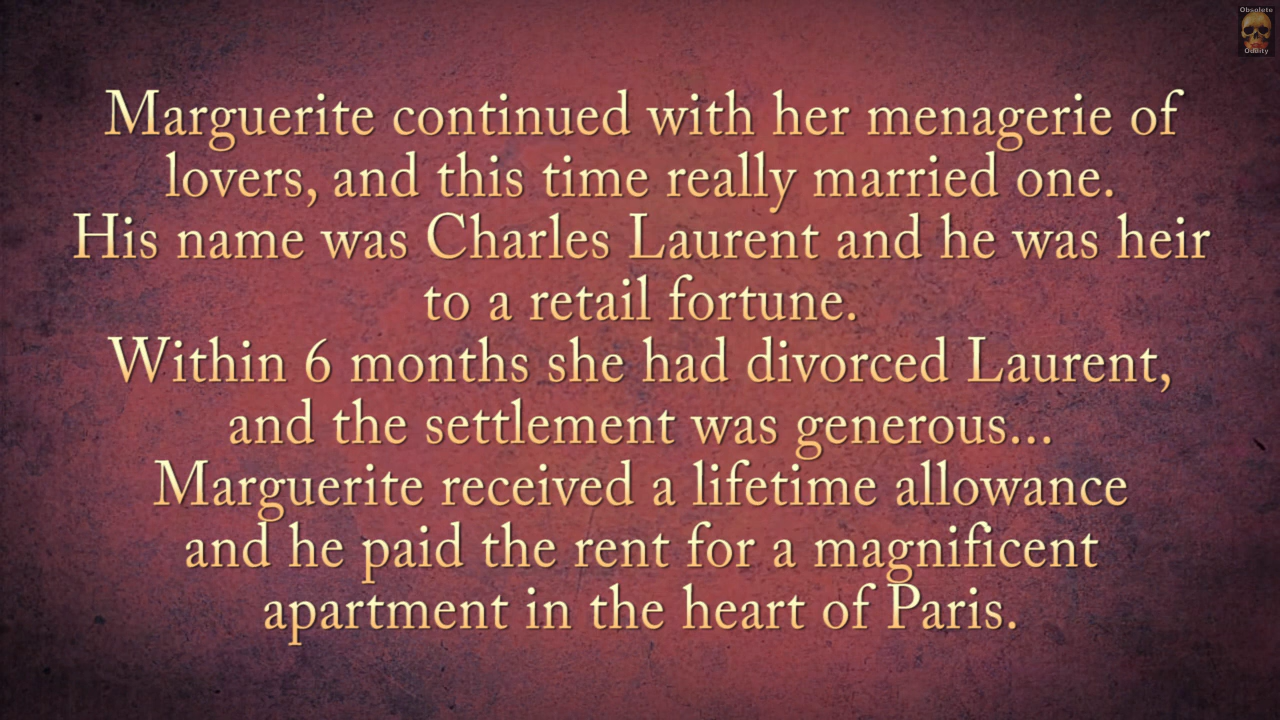 Obsolete
Oddity
Marguerite continued with her menagerie of
lovers, and this time really married one.
His name was Charles Laurent and he was heir
to a retail fortune.
Within 6 months she had divorced Laurent,
and the settlement was generous...
Marguerite received a lifetime allowance
and he paid the rent for a magnificent
apartment in the heart of Paris.